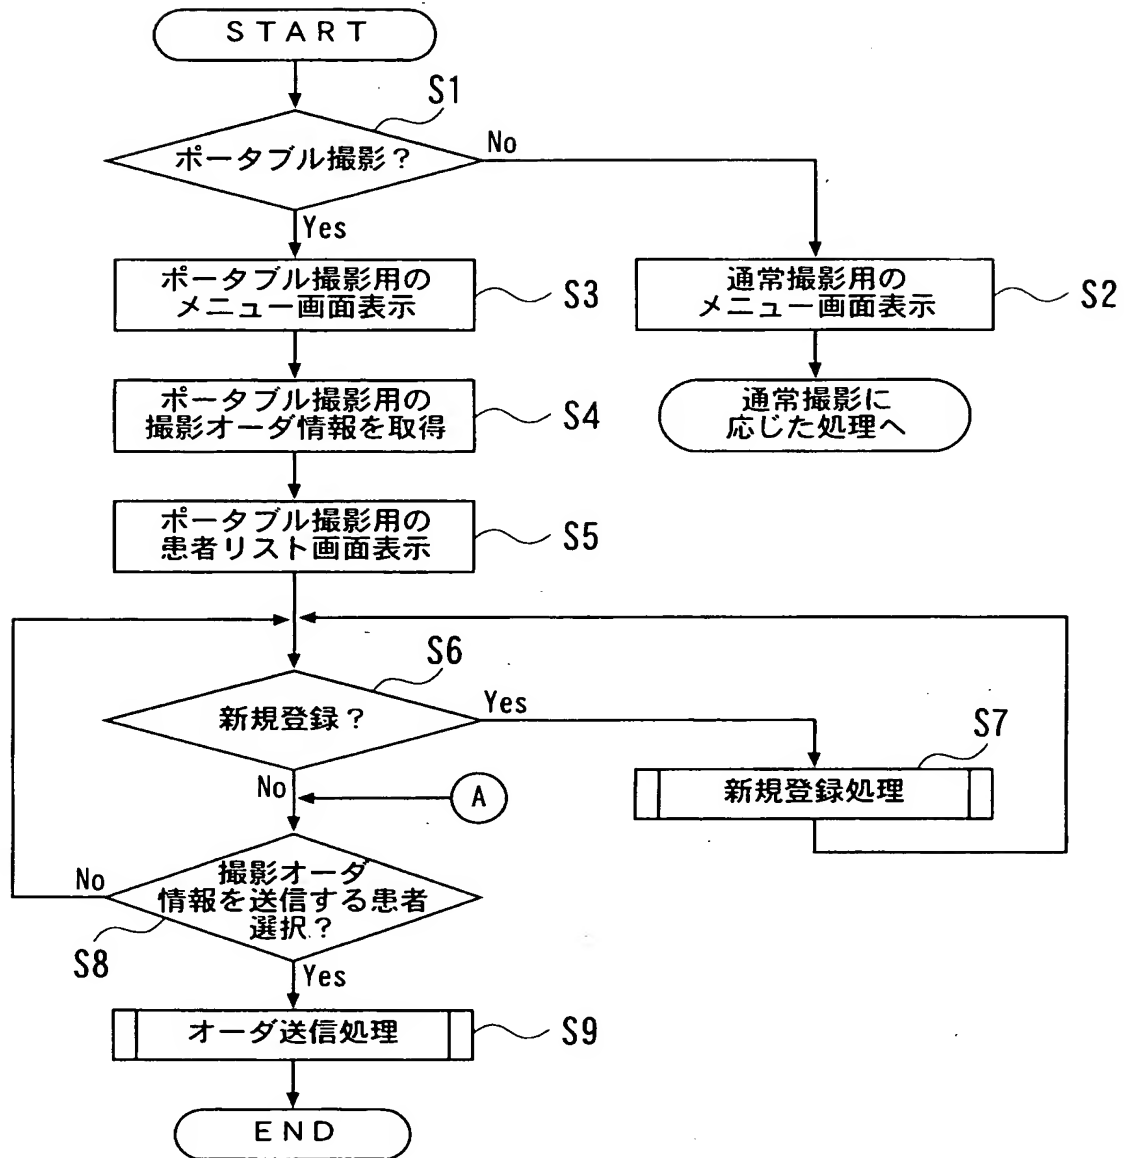 START
S1
ポータブル撮影？
No
Yes
ポータブル撮影用の
メニュー画面表示
S3
通常撮影用の
メニュー画面表示
S2
ポータブル撮影用の
撮影オーダ情報を取得
S4
通常撮影に
応じた処理へ
ポータブル撮影用の
患者リスト画面表示
S5
S6
新規登録？
Yes
No
S7
新規登録処理
A
撮影オーダ
情報を送信する患者
選択？
No
S8
Yes
オーダ送信処理
S9
END